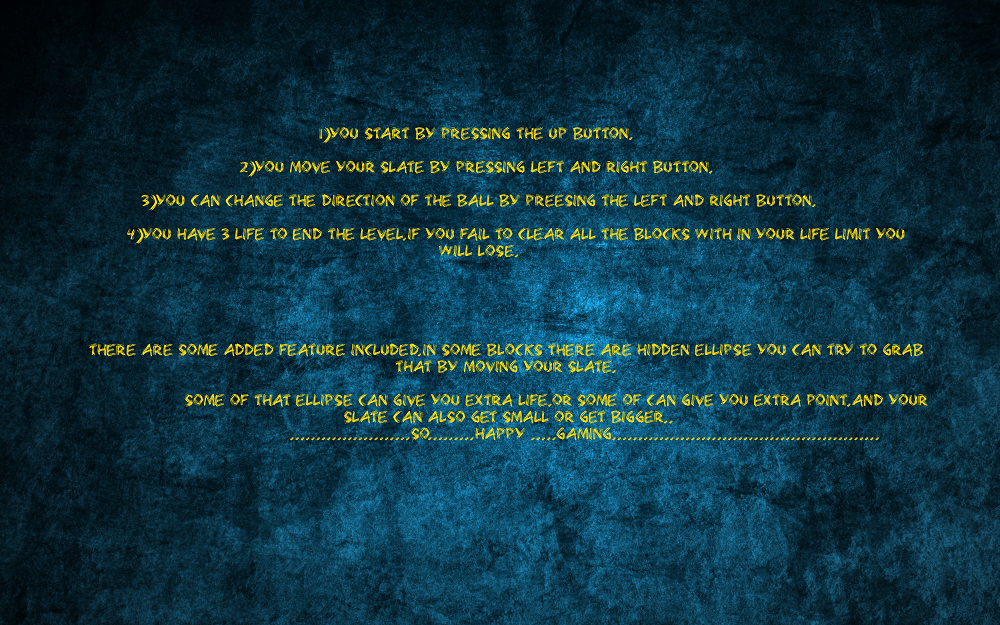 1)YOU START BY PRESSING THE UP BUTTON.
2)YOU MOVE YOUR SLATE BY PRESSING LEFT AND RIGHT BUTTON.
3)YOU CAN CHANGE THE DIRECTION OF THE BALL BY PREESING THE LEFT AND RIGHT BUTTON.
4)YOU HAVE 3 LIFE TO END THE LEVEL.IF YOU FAIL TO CLEAR ALL THE BLOCKS WITH IN YOUR LIFE LIMIT YOU
WILL LOSE.
THERE ARE SOME ADDED FEATURE INCLUDED.IN SOME BLOCKS THERE ARE HIDDEN ELLIPSE YOU CAN TRY TO GRAB
THAT BY MOVING YOUR SLATE.
SOME OF THAT ELLIPSE CAN GIVE YOU EXTRA LIFE.OR SOME OF CAN GIVE YOU EXTRA POINT.AND YOUR
SLATE CAN ALSO GET SMALL OR GET BIGGER..
.......................SO.........HAPPY .....GAMING...................................................